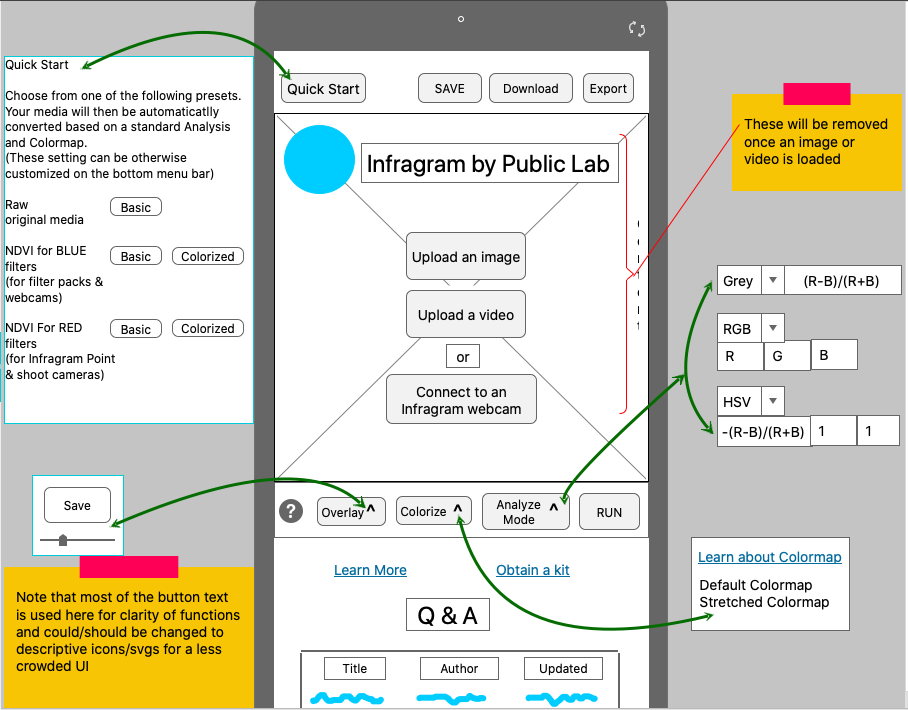 Quick Start
Choose from one of the following presets.
Your media will then be automaticatlly
converted based on a standard Analysis
and Colormap.
(These setting can be otherwise
customized on the bottom menu bar)
Raw
original media
Basic
NDVI for BLUE
filters
(for filter packs &
webcams)
Basic
Colorized
NDVI For RED
filters
(for Infragram Point
& shoot cameras)
Basic
Colorized
Save
Note that most of the button text
is used here for clarity of functions
and could/should be changed to
descriptive icons/svgs for a less
crowded UI
Quick Start
SAVE
Download
Export
Infragram by Public Lab
Upload an image
Upload a video
or
Connect to an
Infragram webcam
?
Overlay ^
Colorize ^
Analyze
Mode ^
RUN
Learn More
Obtain a kit
Q & A
Title
Author
Updated
These will be removed
once an image or
video is loaded
Grey
(R-B)/(R+B)
RGB
R
G
B
HSV
-(R-B)/(R+B)
1
1
Learn about Colormap
Default Colormap
Stretched Colormap